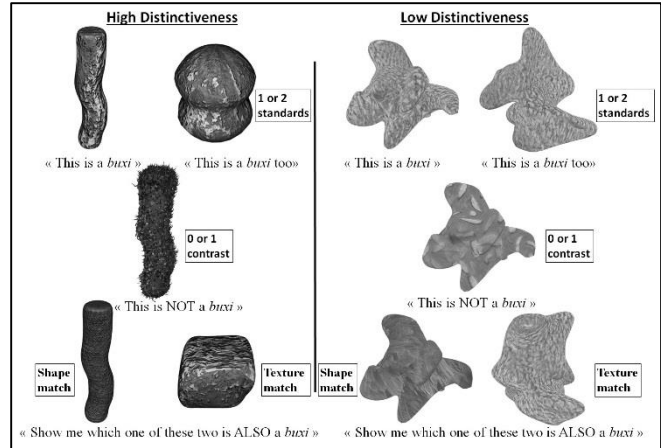 High Distinctiveness
Low Distinctiveness
1 or 2
standards
1 or 2
standards
« This is a buxi »
« This is a buxi too»
« This is a buxi »
« This is a buxi too»
0 or 1
contrast
0 or 1
contrast
« This is NOT a buxi »
« This is NOT a buxi »
Shape
match
Texture
match
Shape
match
Texture
match
« Show me which one of these two is ALSO a buxi »
« Show me which one of these two is ALSO a buxi »